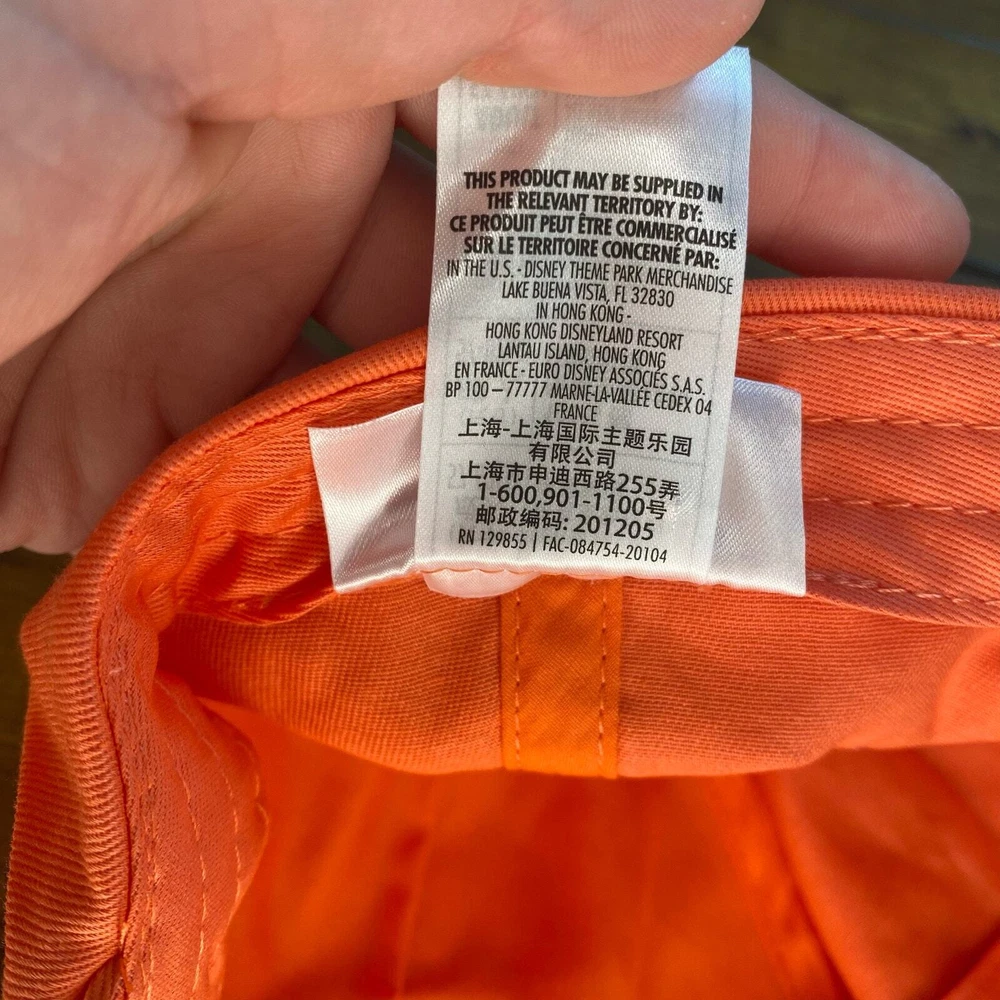 THIS PRODUCT MAY BE SUPPLIED IN
THE RELEVANT TERRITORY BY:
CE PRODUIT PEUT ÊTRE COMMERCIALISÉ
SUR LE TERRITOIRE CONCERNÉ PAR:
IN THE U.S. - DISNEY THEME PARK MERCHANDISE
LAKE BUENA VISTA, FL 32830
IN HONG KONG -
HONG KONG DISNEYLAND RESORT
LANTAU ISLAND, HONG KONG
EN FRANCE - EURO DISNEY ASSOCIÉS S.A.S.
BP 100 – 77777 MARNE-LA-VALLÉE CEDEX 04
FRANCE
上海-上海国际主题乐园
有限公司
上海市申迪西路255弄
1-600,901-1100号
邮政编码: 201205
RN 129855 | FAC-084754-20104